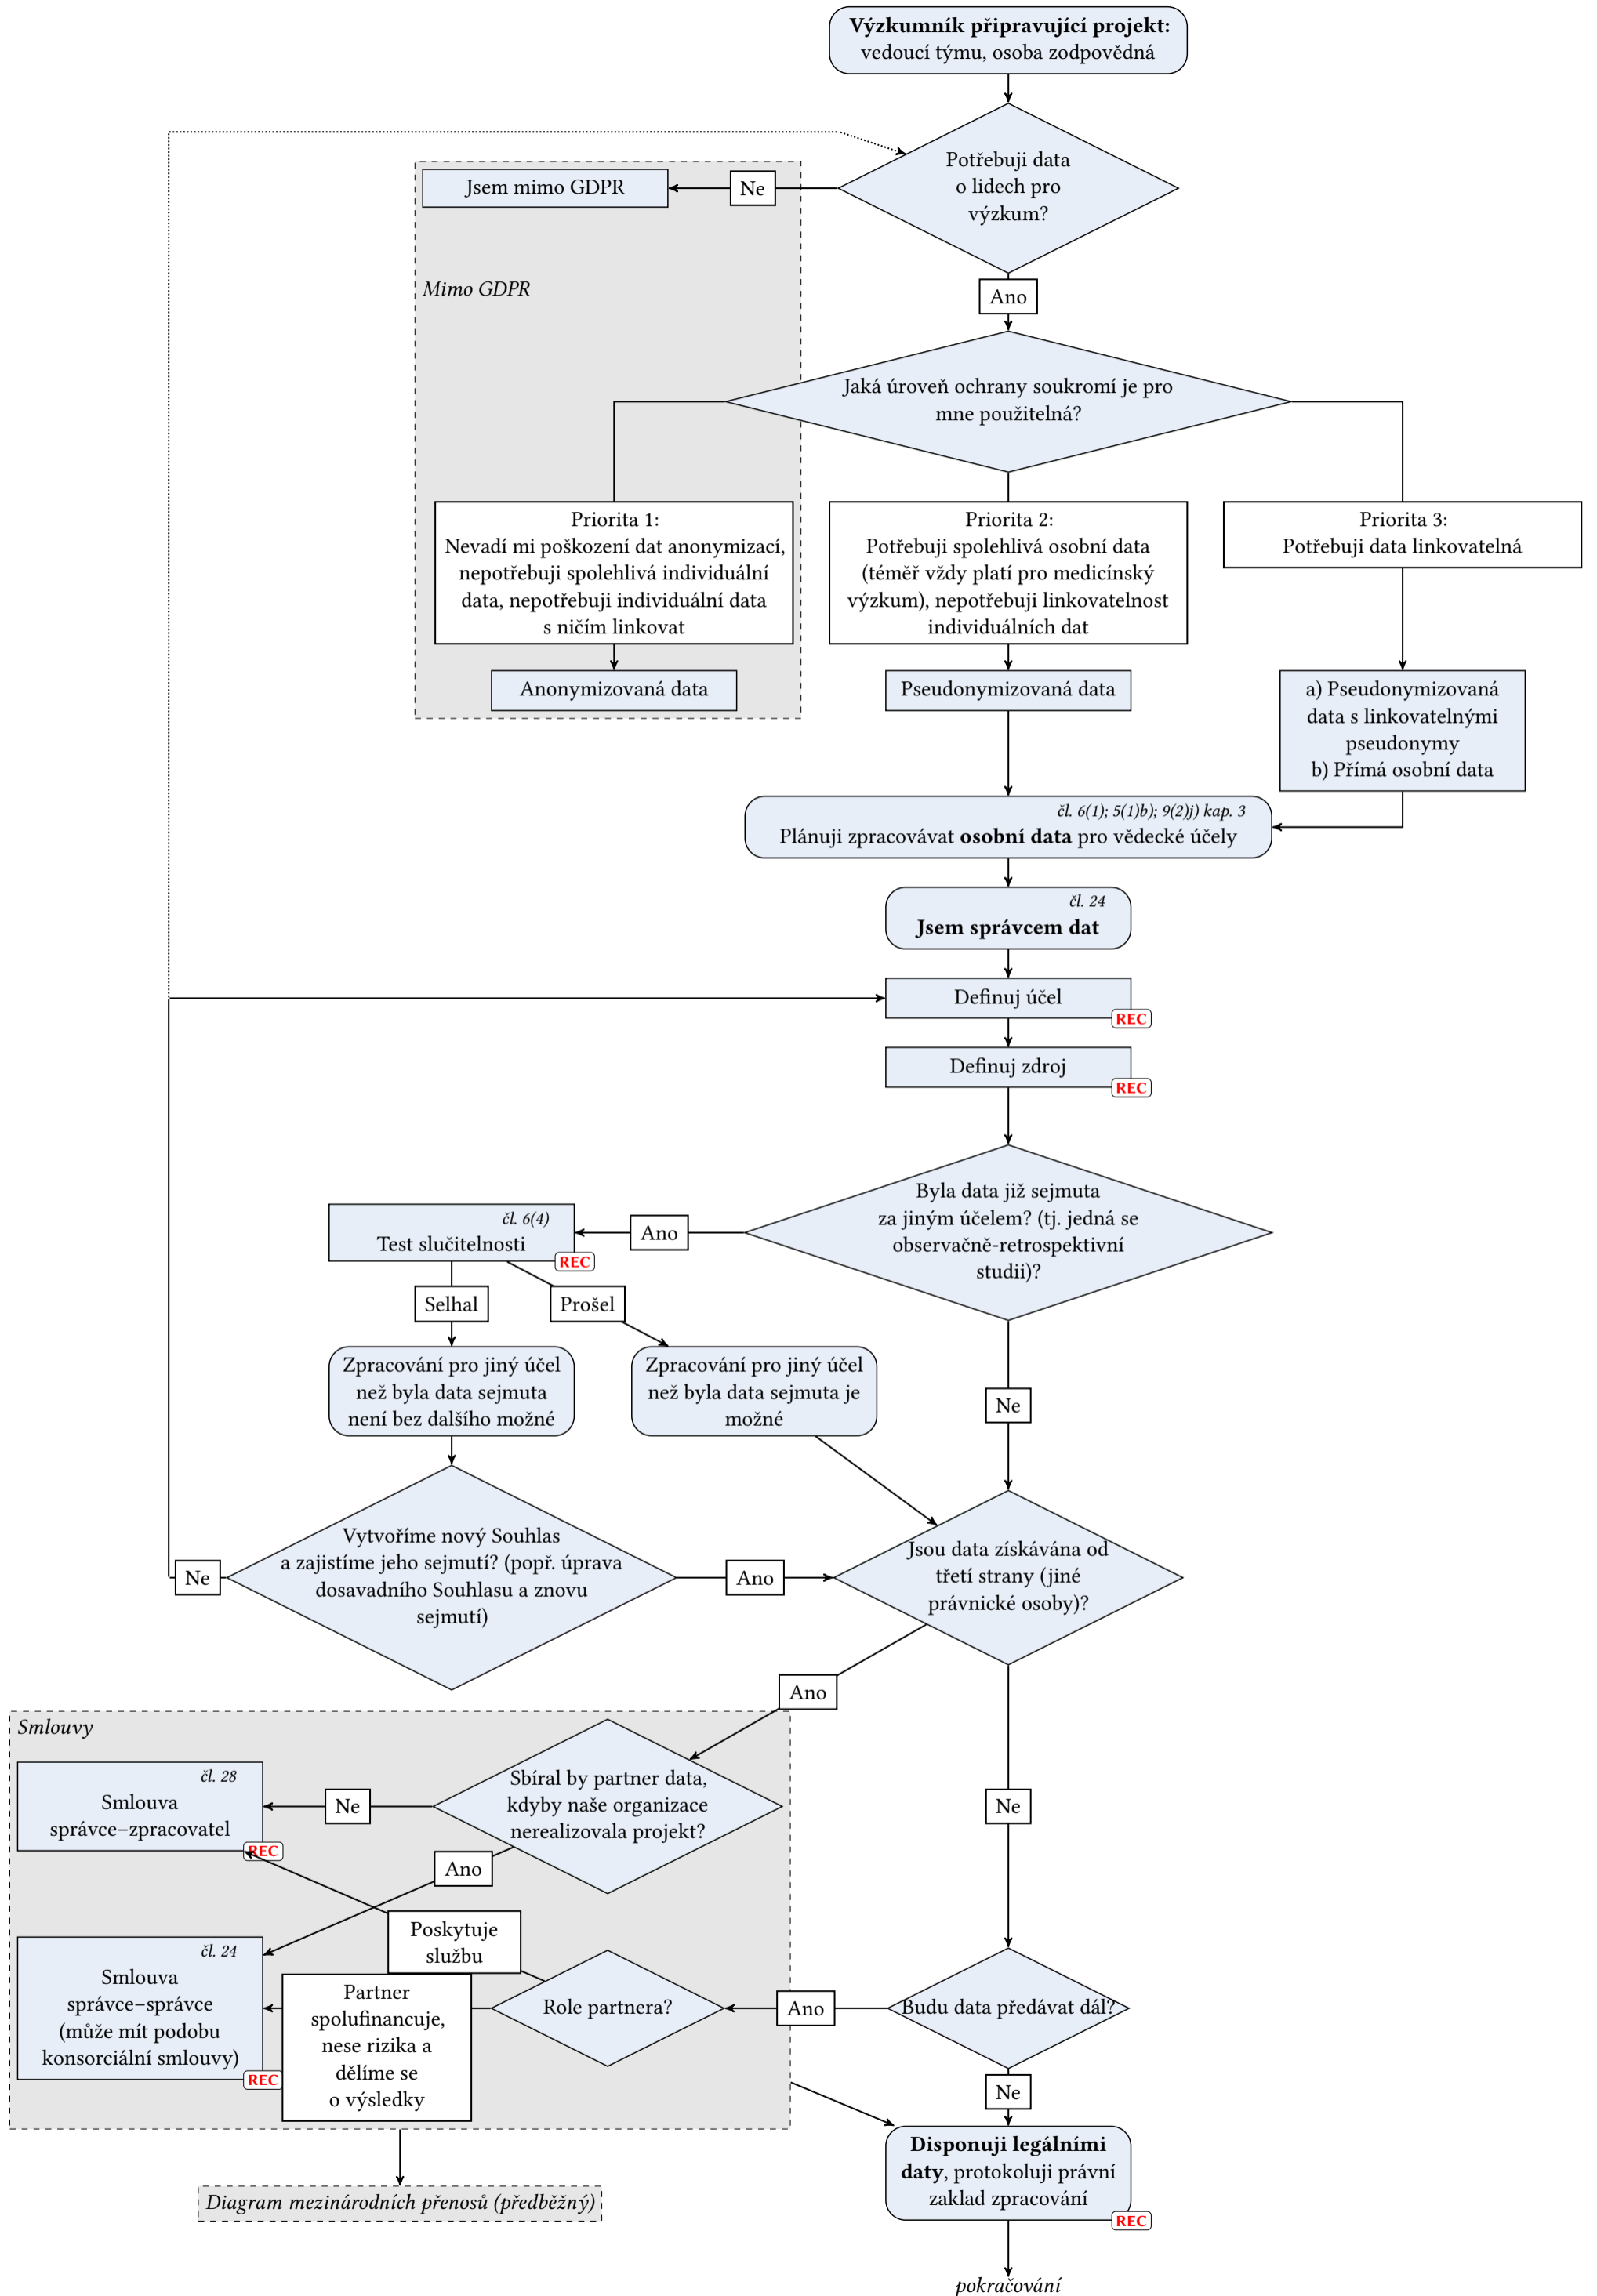 Výzkumník připravující projekt:
vedoucí týmu, osoba zodpovědná
Potřebuji data
o lidech pro
výzkum?
Ne
Jsem mimo GDPR
Mimo GDPR
Ano
Jaká úroveň ochrany soukromí je pro
mne použitelná?
Priorita 1:
Nevadí mi poškození dat anonymizací,
nepotřebuji spolehlivá individuální
data, nepotřebuji individuální data
s ničím linkovat
Priorita 2:
Potřebuji spolehlivá osobní data
(téměř vždy platí pro medicínský
výzkum), nepotřebuji linkovatelnost
individuálních dat
Priorita 3:
Potřebuji data linkovatelná
Anonymizovaná data
Pseudonymizovaná data
a) Pseudonymizovaná
data s linkovatelnými
pseudonymy
b) Přímá osobní data
čl. 6(1); 5(1)b); 9(2)j) kap. 3
Plánuji zpracovávat osobní data pro vědecké účely
čl. 24
Jsem správcem dat
Definuj účel
REC
Definuj zdroj
REC
Byla data již sejmuta
za jiným účelem? (tj. jedná se
observačně-retrospektivní
studii)?
Ano
čl. 6(4)
Test slučitelnosti
REC
Selhal
Prošel
Zpracování pro jiný účel
než byla data sejmuta
není bez dalšího možné
Zpracování pro jiný účel
než byla data sejmuta je
možné
Ne
Vytvoříme nový Souhlas
a zajistíme jeho sejmutí? (popř. úprava
dosavadního Souhlasu a znovu
sejmutí)
Ne
Ano
Jsou data získávána od
třetí strany (jiné
právnické osoby)?
Ano
Ne
Smlouvy
Sbíral by partner data,
kdyby naše organizace
nerealizovala projekt?
Ne
čl. 28
Smlouva
správce–zpracovatel
REC
Ano
Poskytuje
službu
čl. 24
Smlouva
správce–správce
(může mít podobu
konsorciální smlouvy)
REC
Partner
spolufinancuje,
nese rizika a
dělíme se
o výsledky
Role partnera?
Ano
Budu data předávat dál?
Ne
Disponuji legálními
daty, protokoluji právní
zaklad zpracování
REC
Diagram mezinárodních přenosů (předběžný)
pokračování